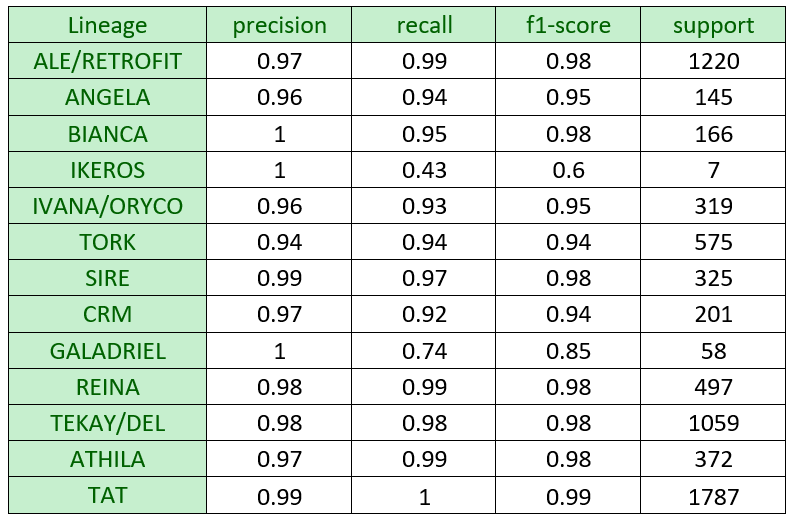 Lineage precision recall f1-score support
ALE/RETROFIT 0.97 0.99 0.98 1220
ANGELA 0.96 0.94 0.95 145
BIANCA 1 0.95 0.98 166
IKEROS 1 0.43 0.6 7
IVANA/ORYCO 0.96 0.93 0.95 319
TORK 0.94 0.94 0.94 575
SIRE 0.99 0.97 0.98 325
CRM 0.97 0.92 0.94 201
GALADRIEL 1 0.74 0.85 58
REINA 0.98 0.99 0.98 497
TEKAY/DEL 0.98 0.98 0.98 1059
ATHILA 0.97 0.99 0.98 372
TAT 0.99 1 0.99 1787